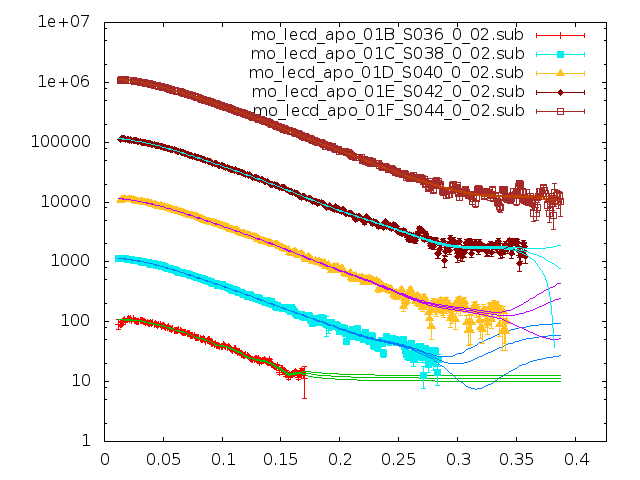 1e+07
mo_lecd_apo_01B_S036_0_02.sub
mo_lecd_apo_01C_S038_0_02.sub
mo_lecd_apo_01D_S040_0_02.sub
1e+06
mo_lecd_apo_01E_S042_0_02.sub
mo_lecd_apo_01F_S044_0_02.sub
100000
10000
1000
100
10
1
0 0.05 0.1 0.15 0.2 0.25 0.3 0.35 0.4